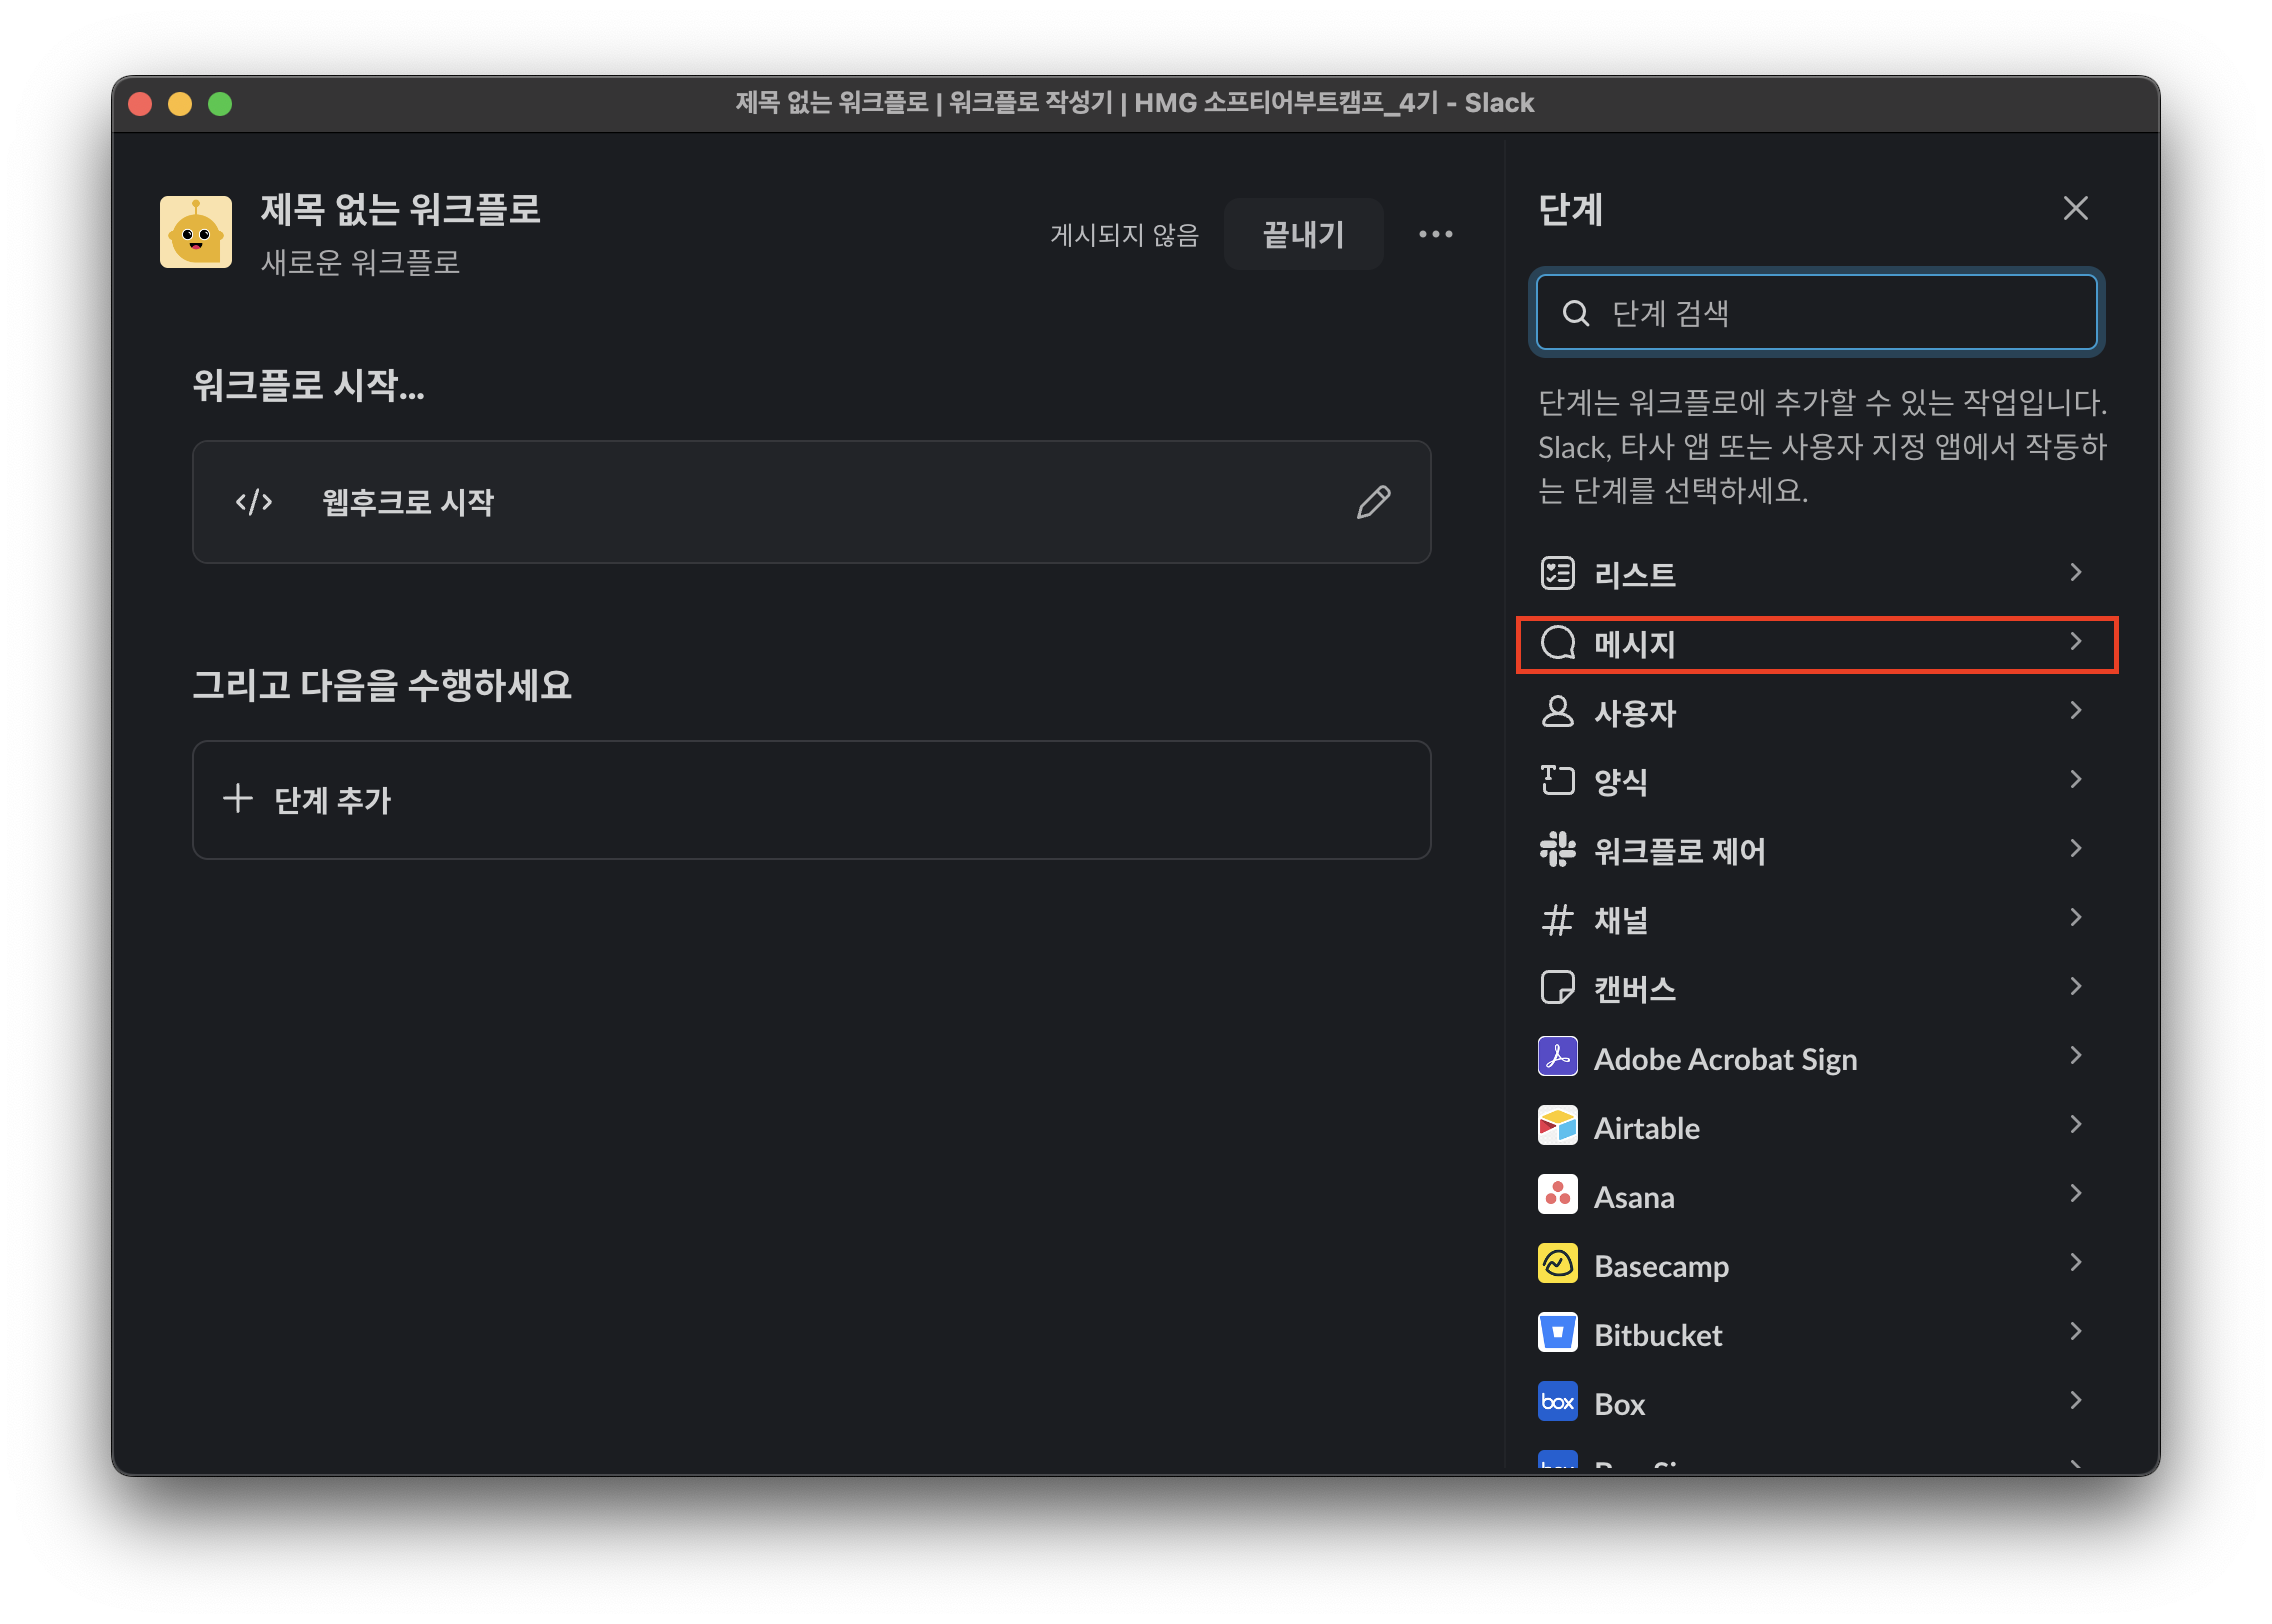 제목 없는 워크플로 | 워크플로 작성기 | HMG 소프티어부트캠프_4기 - Slack
제목 없는 워크플로
새로운 워크플로
게시되지 않음
끝내기
워크플로 시작...
웹후크로 시작
그리고 다음을 수행하세요
단계 추가
단계
단계 검색
단계는 워크플로에 추가할 수 있는 작업입니다.
Slack, 타사 앱 또는 사용자 지정 앱에서 작동하
는 단계를 선택하세요.
리스트
메시지
사용자
양식
워크플로 제어
채널
캔버스
Adobe Acrobat Sign
Airtable
Asana
Basecamp
Bitbucket
box Box